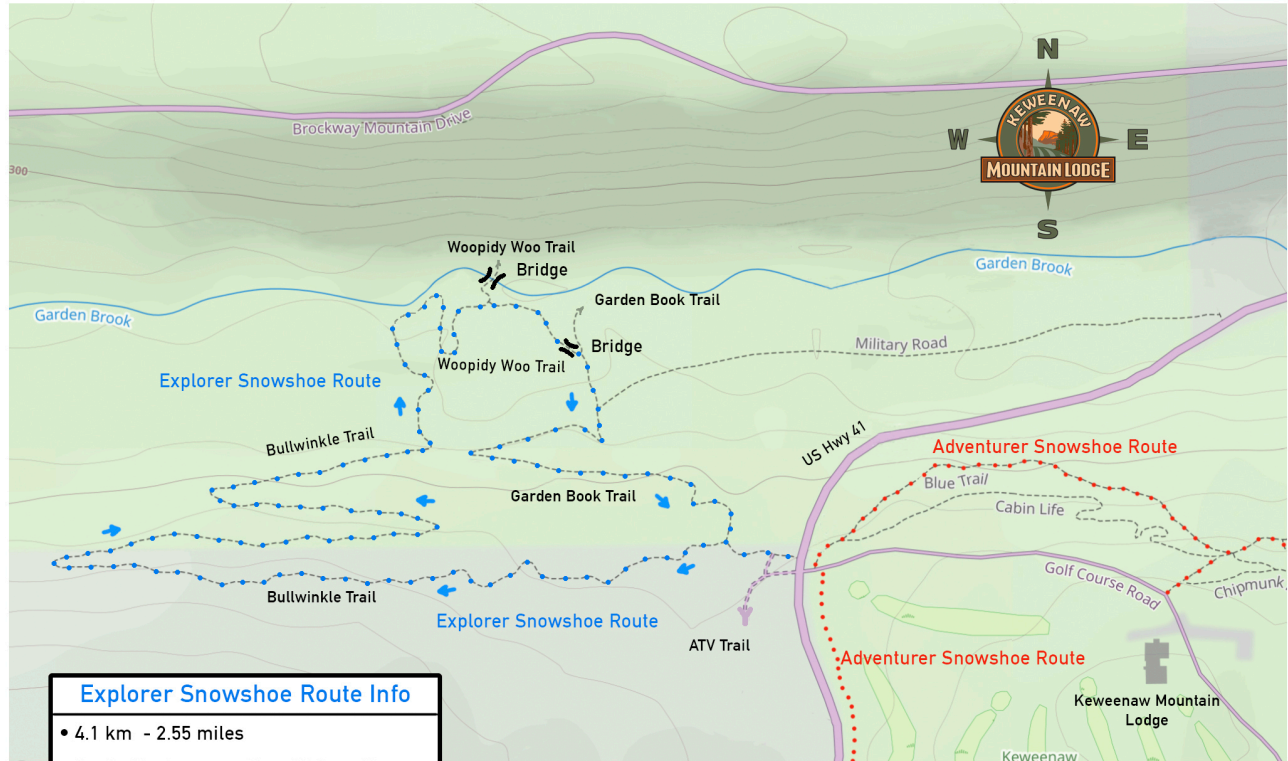 N
Brockway Mountain Drive
KEWEENAW
W
E
MOUNTAIN LODGE
300
S
Woopidy Woo Trail
Bridge
Garden Brook
Garden Book Trail
Garden Brook
Bridge
Military Road
Woopidy Woo Trail
Explorer Snowshoe Route
US Hwy 41
Bullwinkle Trail
Adventurer Snowshoe Route
Blue Trail
Garden Book Trail
Cabin Life
Golf Course Road
Chipmunk
Bullwinkle Trail
Explorer Snowshoe Route
ATV Trail
Adventurer Snowshoe Route
Keweenaw Mountain
Lodge
Explorer Snowshoe Route Info
• 4.1 km - 2.55 miles
Keweenaw